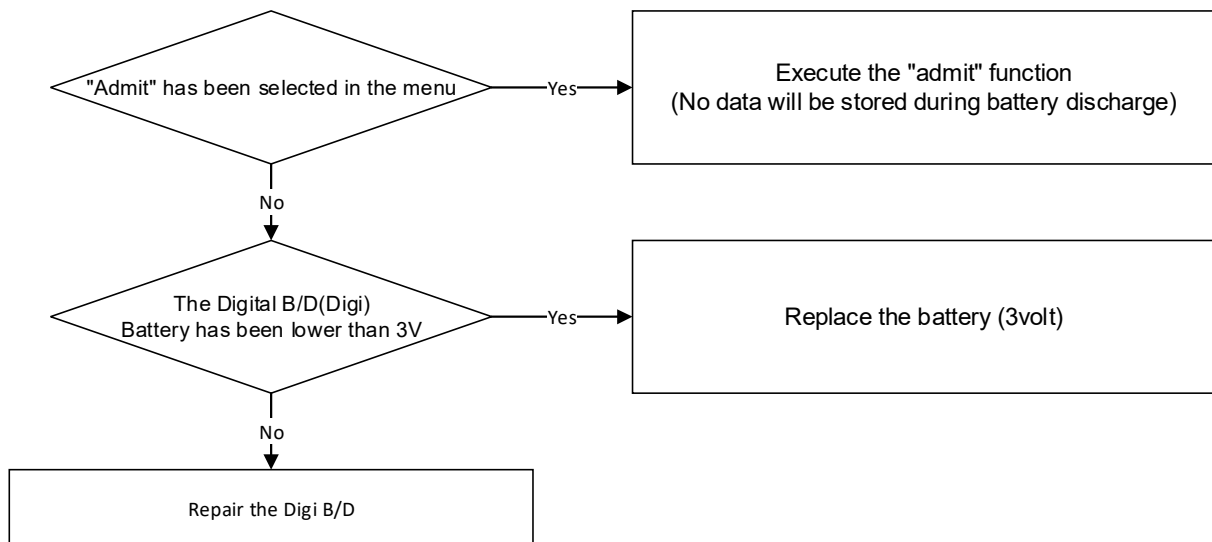 "Admit" has been selected in the menu
Yes
Execute the "admit" function
(No data will be stored during battery discharge)
No
The Digital B/D(Digi)
Battery has been lower than 3V
Yes
Replace the battery (3volt)
No
Repair the Digi B/D